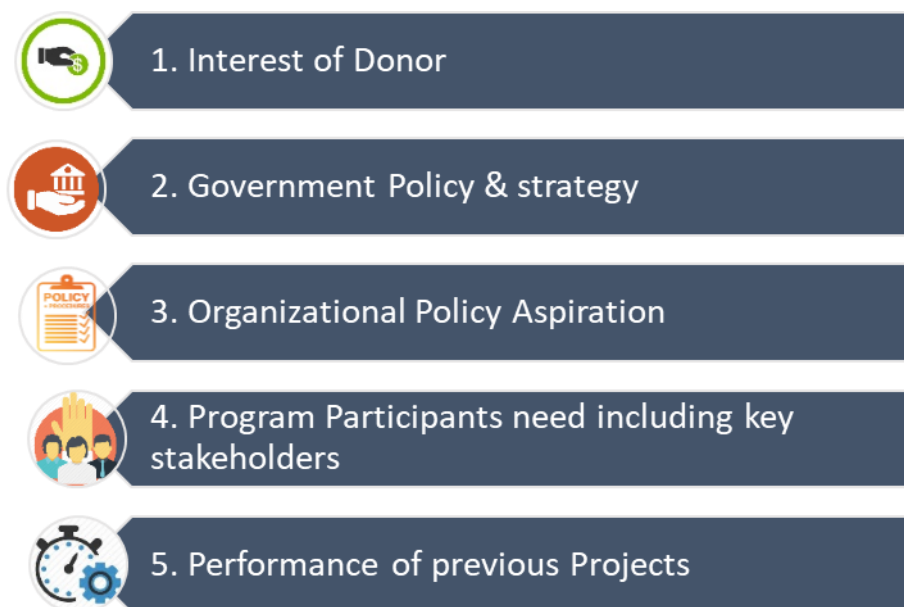 1. Interest of Donor
2. Government Policy & strategy
POLICY
3. Organizational Policy Aspiration
4. Program Participants need including key
stakeholders
5. Performance of previous Projects